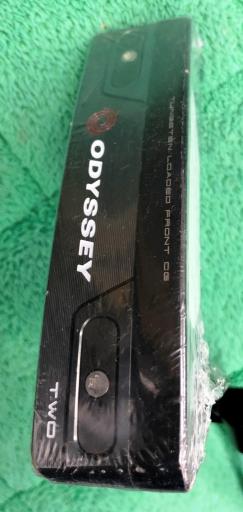 TUNGSTEN LOADED FRONT CG
ODYSSEY
TWO